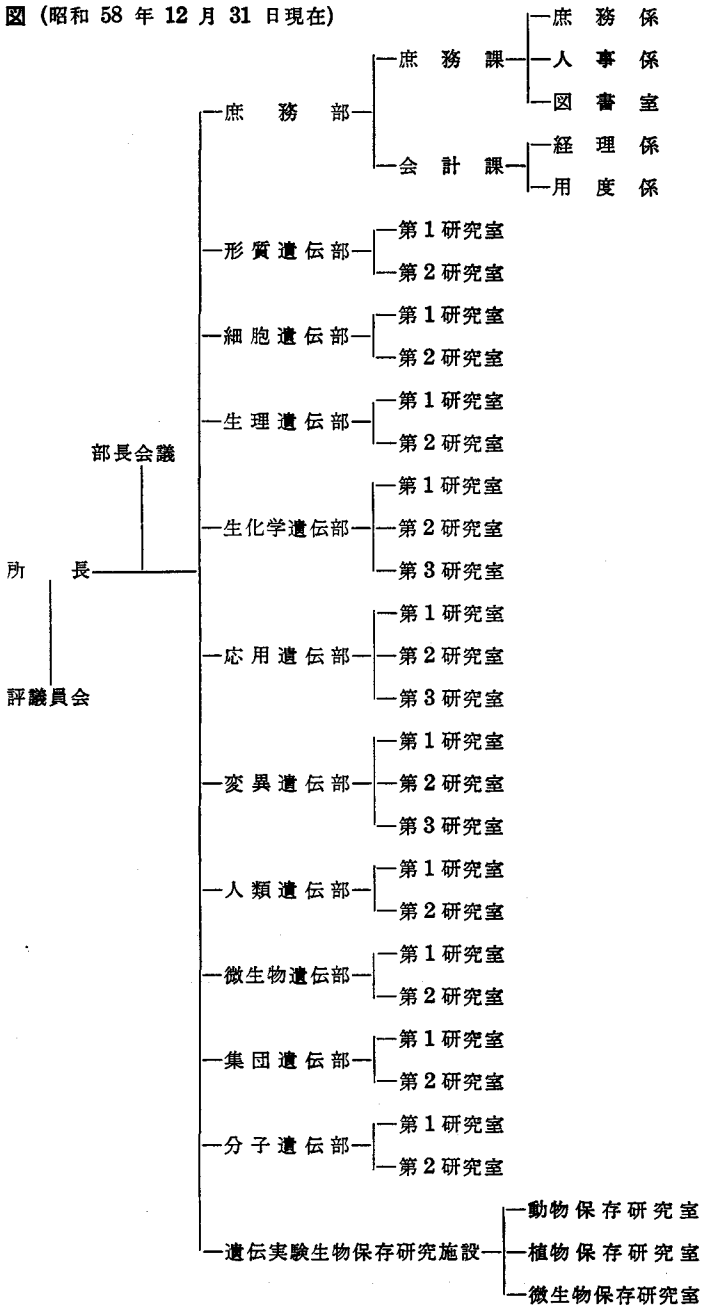 図 (昭和 58 年 12 月 31 日現在)
所長
部長会議
評議員会
庶務部
庶務課
庶務係
人事係
図書室
会計課
経理係
用度係
形質遺伝部
第1研究室
第2研究室
細胞遺伝部
第1研究室
第2研究室
生理遺伝部
第1研究室
第2研究室
生化学遺伝部
第1研究室
第2研究室
第3研究室
応用遺伝部
第1研究室
第2研究室
第3研究室
変異遺伝部
第1研究室
第2研究室
第3研究室
人類遺伝部
第1研究室
第2研究室
微生物遺伝部
第1研究室
第2研究室
集団遺伝部
第1研究室
第2研究室
分子遺伝部
第1研究室
第2研究室
遺伝実験生物保存研究施設
動物保存研究室
植物保存研究室
微生物保存研究室